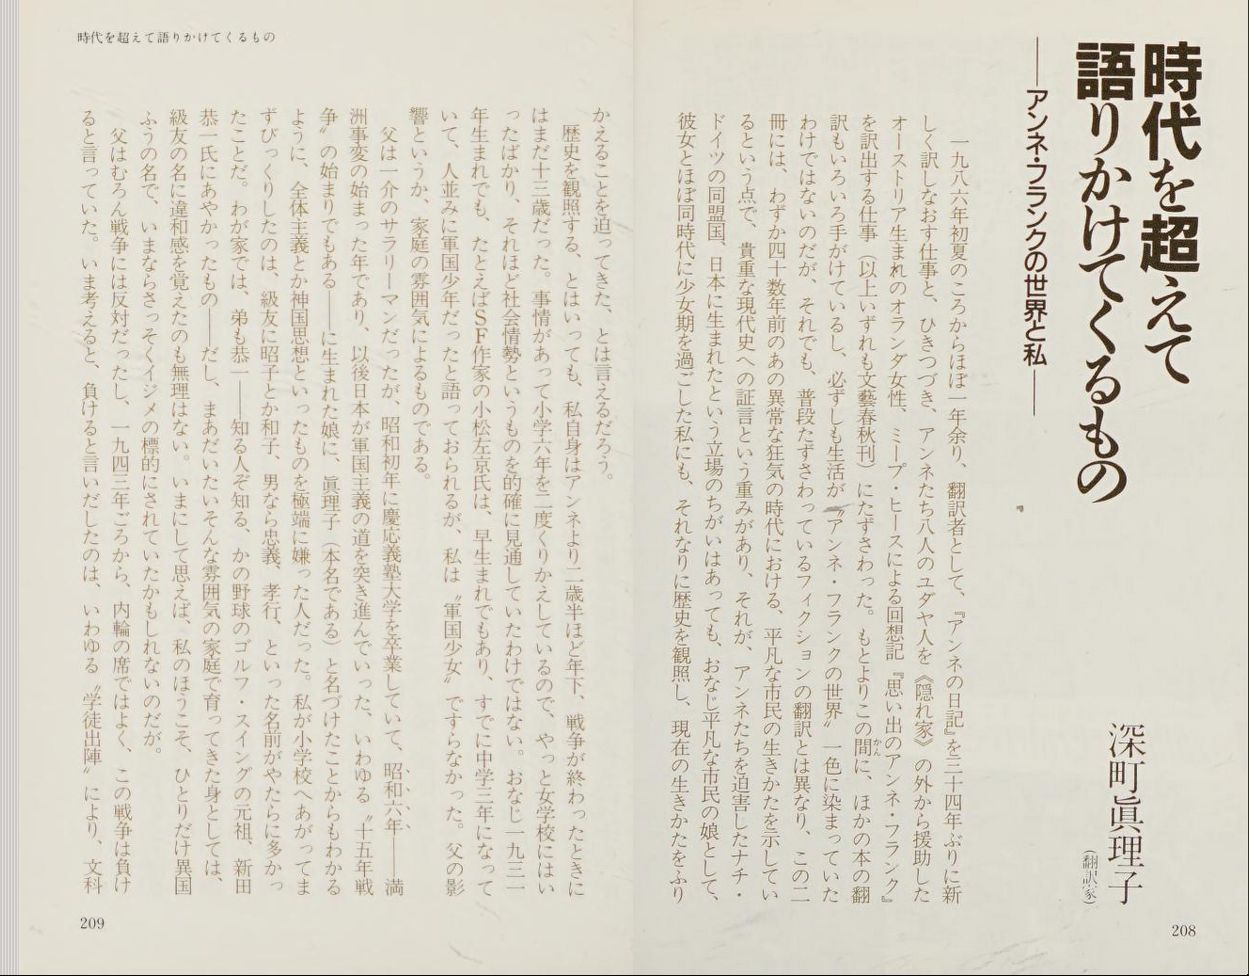 時代を超えて
語りかけてくるもの
――アンネ・フランクの世界と私――
深町眞理子
(翻訳家)
一九八六年初夏のころからほぼ一年余り、翻訳者として、『アンネの日記』を三十四年ぶりに新
しく訳しなおす仕事と、ひきつづき、アンネたち八人のユダヤ人を《隠れ家》の外から援助した
オーストリア生まれのオランダ女性、ミープ・ヒースによる回想記『思い出のアンネ・フランク』
を訳出する仕事（以上いずれも文藝春秋刊）にたずさわった。もとよりこの間に、ほかの本の翻
かん
訳もいろいろ手がけているし、必ずしも生活が〝アンネ・フランクの世界〟一色に染まっていた
わけではないのだが、それでも、普段たずさわっているフィクションの翻訳とは異なり、この二
冊には、わずか四十数年前のあの異常な狂気の時代における、平凡な市民の生きかたを示してい
るという点で、貴重な現代史への証言という重みがあり、それが、アンネたちを迫害したナチ・
ドイツの同盟国、日本に生まれたという立場のちがいはあっても、おなじ平凡な市民の娘として、
彼女とほぼ同時代に少女期を過ごした私にも、それなりに歴史を観照し、現在の生きかたをふり
208
時代を超えて語りかけてくるもの
かえることを迫ってきた、とは言えるだろう。
歴史を観照する、とはいっても、私自身はアンネより二歳半ほど年下、戦争が終わったときに
はまだ十三歳だった。事情があって小学六年を二度くりかえしているので、やっと女学校にはい
ったばかり、それほど社会情勢というものを的確に見通していたわけではない。おなじ一九三一
年生まれでも、たとえばSF作家の小松左京氏は、早生まれでもあり、すでに中学三年になって
いて、人並みに軍国少年だったと語っておられるが、私は〝軍国少女〟ですらなかった。父の影
響というか、家庭の雰囲気によるものである。
父は一介のサラリーマンだったが、昭和初年に慶応義塾大学を卒業していて、昭和六年――満
洲事変の始まった年であり、以後日本が軍国主義の道を突き進んでいった、いわゆる〝十五年戦
争〟の始まりでもある――に生まれた娘に、眞理子（本名である）と名づけたことからもわかる
ように、全体主義とか神国思想といったものを極端に嫌った人だった。私が小学校へあがってま
ずびっくりしたのは、級友に昭子とか和子、男なら忠義、孝行、といった名前がやたらに多かっ
たことだ。わが家では、弟も恭一――知る人ぞ知る、かの野球のゴルフ・スイングの元祖、新田
恭一氏にあやかったもの――だし、まあだいたいそんな雰囲気の家庭で育ってきた身としては、
級友の名に違和感を覚えたのも無理はない。いまにして思えば、私のほうこそ、ひとりだけ異国
ふうの名で、いまならさっそくイジメの標的にされていたかもしれないのだが。
父はむろん戦争には反対だったし、一九四三年ごろから、内輪の席ではよく、この戦争は負け
ると言っていた。いま考えると、負けると言いだしたのは、いわゆる〝学徒出陣〟により、文科
209